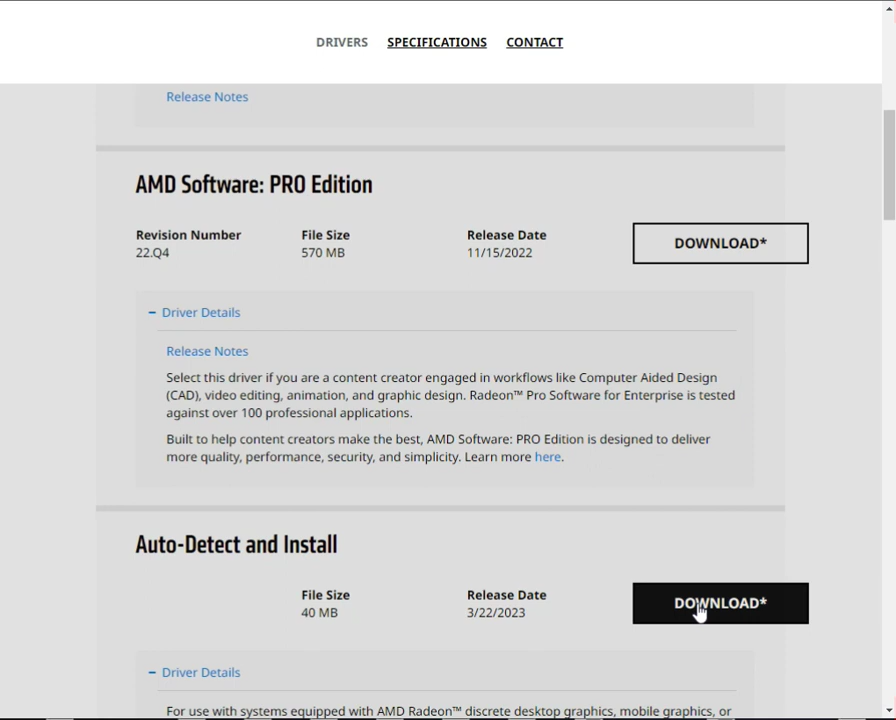 DRIVERS SPECIFICATIONS CONTACT
Release Notes
AMD Software: PRO Edition
Revision Number File Size Release Date
22.Q4 570 MB 11/15/2022
DOWNLOAD*
− Driver Details
Release Notes
Select this driver if you are a content creator engaged in workflows like Computer Aided Design
(CAD), video editing, animation, and graphic design. Radeon™ Pro Software for Enterprise is tested
against over 100 professional applications.
Built to help content creators make the best, AMD Software: PRO Edition is designed to deliver
more quality, performance, security, and simplicity. Learn more here.
Auto-Detect and Install
File Size Release Date
40 MB 3/22/2023
DOWNLOAD*
− Driver Details
For use with systems equipped with AMD Radeon™ discrete desktop graphics, mobile graphics, or